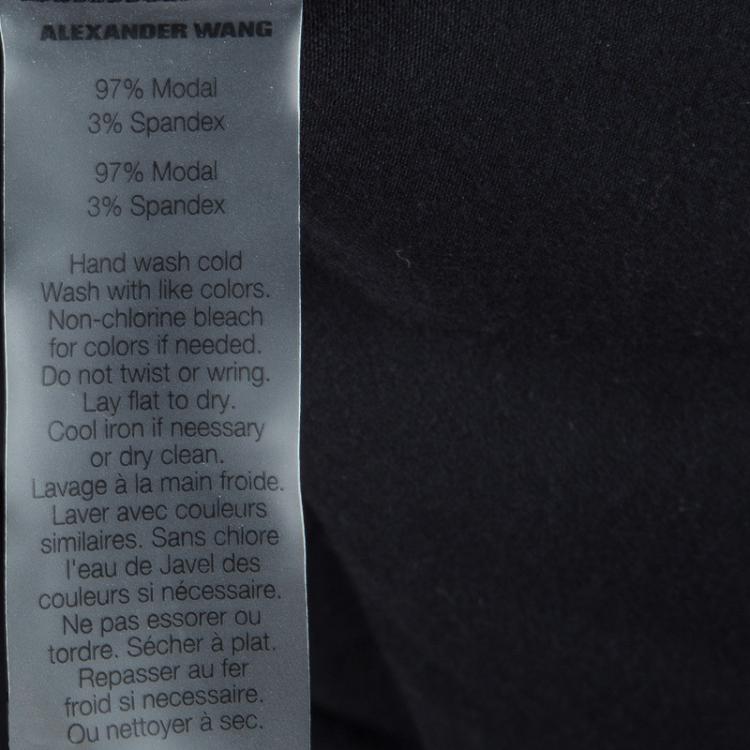 ALEXANDER WANG
97% Modal
3% Spandex
97% Modal
3% Spandex
Hand wash cold
Wash with like colors.
Non-chlorine bleach
for colors if needed.
Do not twist or wring.
Lay flat to dry.
Cool iron if neessary
or dry clean.
Lavage à la main froide.
Laver avec couleurs
similaires. Sans chlore
l'eau de Javel des
couleurs si nécessaire.
Ne pas essorer ou
tordre. Sécher à plat.
Repasser au fer
froid si necessaire.
Ou nettoyer à sec.